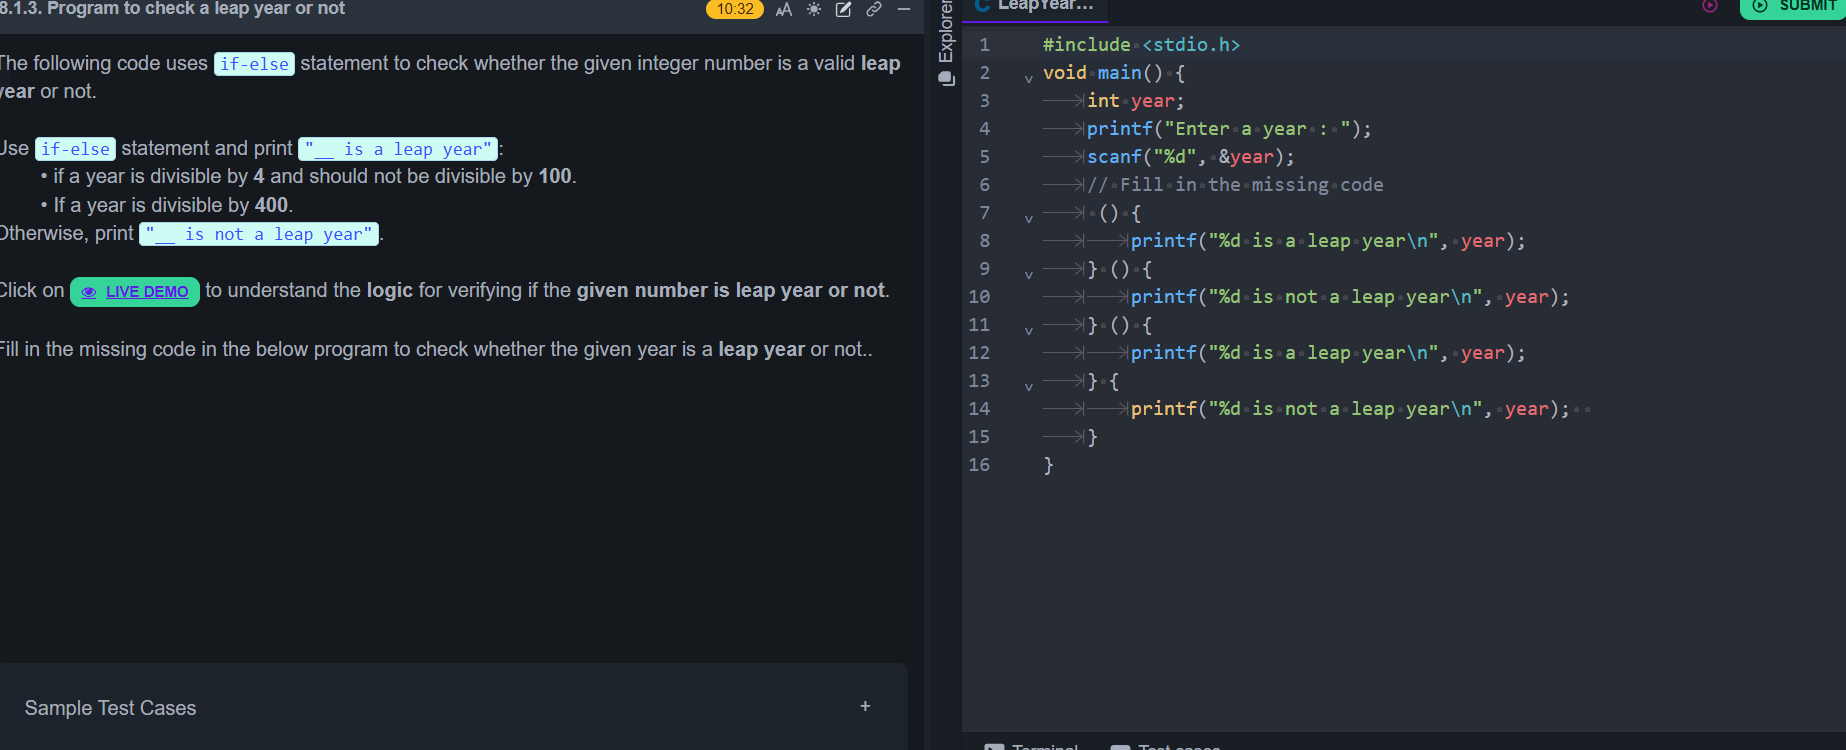 8.1.3. Program to check a leap year or not
10:32
The following code uses if-else statement to check whether the given integer number is a valid leap
year or not.
Use if-else statement and print "__ is a leap year":
• if a year is divisible by 4 and should not be divisible by 100.
• If a year is divisible by 400.
Otherwise, print "__ is not a leap year".
Click on LIVE DEMO to understand the logic for verifying if the given number is leap year or not.
Fill in the missing code in the below program to check whether the given year is a leap year or not..
Sample Test Cases +
Explorer
C LeapYear...
SUBMIT
1 #include <stdio.h>
2 void main() {
3 int year;
4 printf("Enter a year : ");
5 scanf("%d", &year);
6 // Fill in the missing code
7 () {
8 printf("%d is a leap year\n", year);
9 } () {
10 printf("%d is not a leap year\n", year);
11 } () {
12 printf("%d is a leap year\n", year);
13 } {
14 printf("%d is not a leap year\n", year);
15 }
16 }
Terminal Test cases